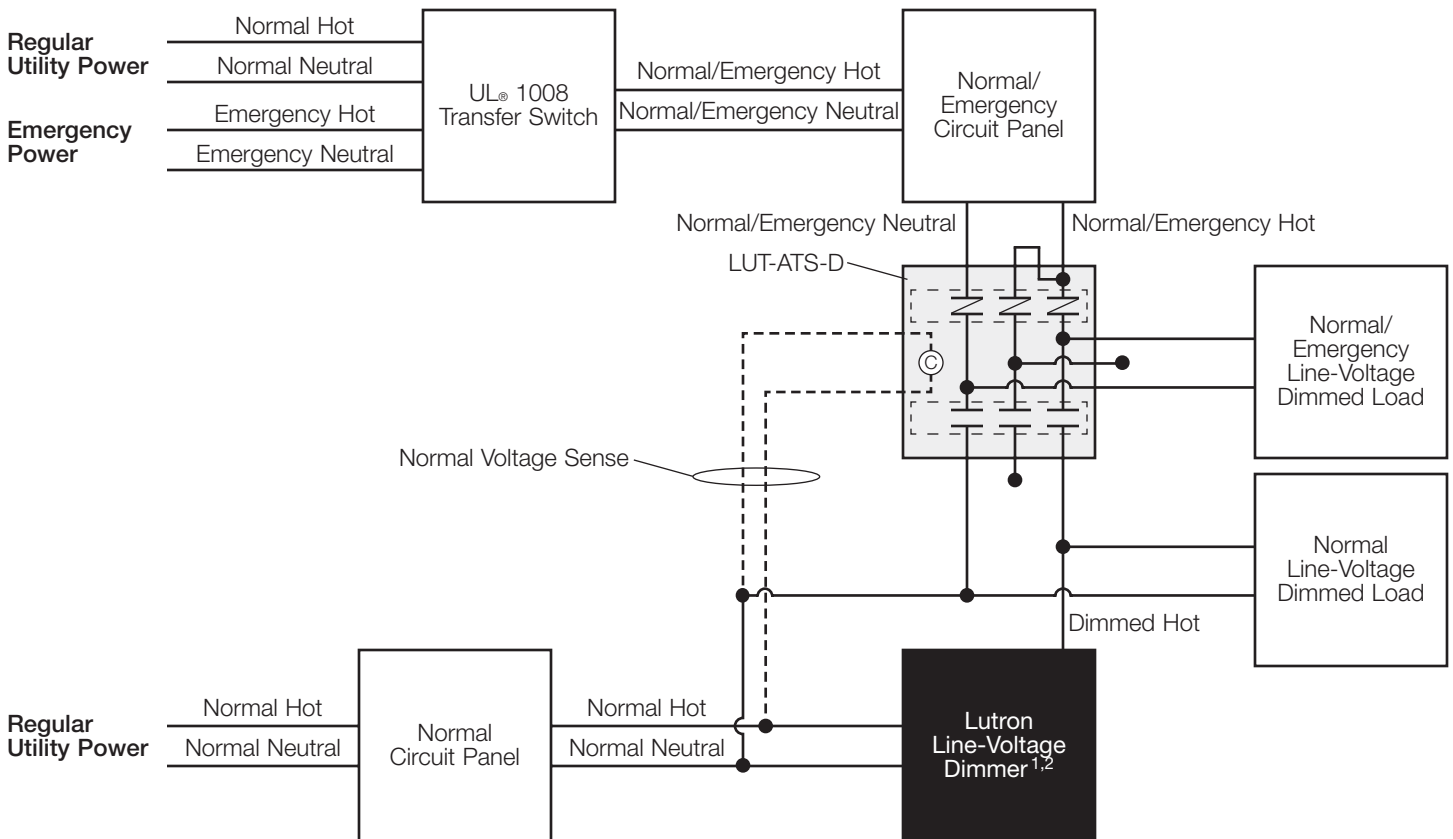 Regular
Utility Power
Normal Hot
Normal Neutral
Emergency
Power
Emergency Hot
Emergency Neutral
UL® 1008
Transfer Switch
Normal/Emergency Hot
Normal/Emergency Neutral
Normal/
Emergency
Circuit Panel
Normal/Emergency Neutral
Normal/Emergency Hot
LUT-ATS-D
C
Normal/
Emergency
Line-Voltage
Dimmed Load
Normal Voltage Sense
Normal
Line-Voltage
Dimmed Load
Dimmed Hot
Regular
Utility Power
Normal Hot
Normal Neutral
Normal
Circuit Panel
Normal Hot
Normal Neutral
Lutron
Line-Voltage
Dimmer 1,2